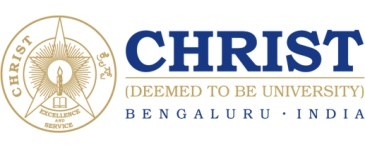 CHRIST
EXCELLENCE
AND
SERVICE
CHRIST
(DEEMED TO BE UNIVERSITY)
BENGALURU · INDIA